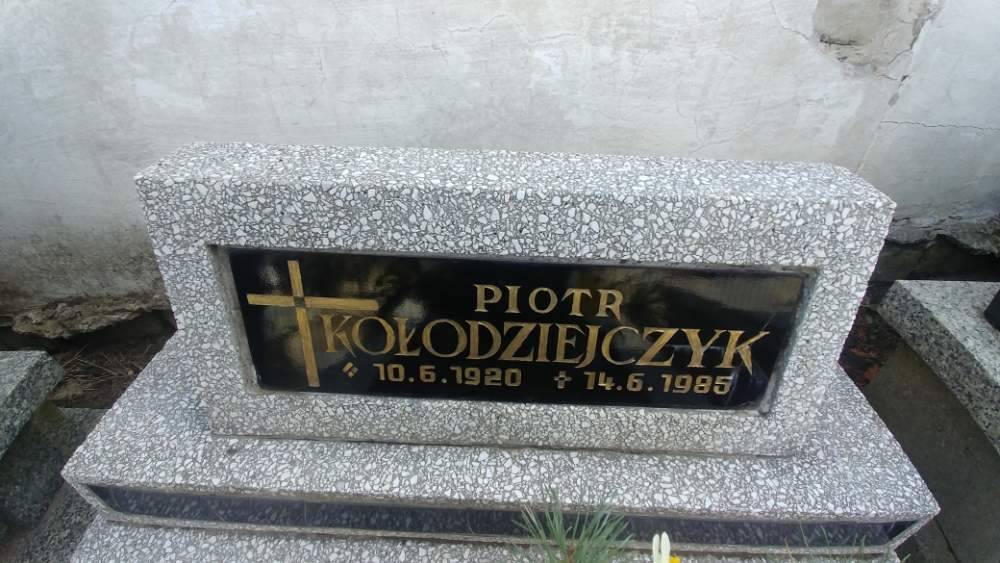 PIOTR
KOŁODZIEJCZYK
* 10.6.1920 ✝ 14.6.1985